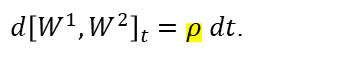 d[W¹, W²]ₜ = ρ dt.